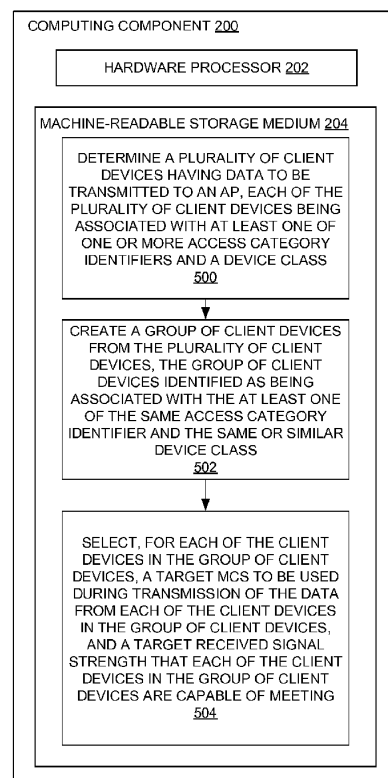 COMPUTING COMPONENT 200
HARDWARE PROCESSOR 202
MACHINE-READABLE STORAGE MEDIUM 204
DETERMINE A PLURALITY OF CLIENT
DEVICES HAVING DATA TO BE
TRANSMITTED TO AN AP, EACH OF THE
PLURALITY OF CLIENT DEVICES BEING
ASSOCIATED WITH AT LEAST ONE OF
ONE OR MORE ACCESS CATEGORY
IDENTIFIERS AND A DEVICE CLASS
500
CREATE A GROUP OF CLIENT DEVICES
FROM THE PLURALITY OF CLIENT
DEVICES, THE GROUP OF CLIENT
DEVICES IDENTIFIED AS BEING
ASSOCIATED WITH THE AT LEAST ONE
OF THE SAME ACCESS CATEGORY
IDENTIFIER AND THE SAME OR SIMILAR
DEVICE CLASS
502
SELECT, FOR EACH OF THE CLIENT
DEVICES IN THE GROUP OF CLIENT
DEVICES, A TARGET MCS TO BE USED
DURING TRANSMISSION OF THE DATA
FROM EACH OF THE CLIENT DEVICES
IN THE GROUP OF CLIENT DEVICES,
AND A TARGET RECEIVED SIGNAL
STRENGTH THAT EACH OF THE CLIENT
DEVICES IN THE GROUP OF CLIENT
DEVICES ARE CAPABLE OF MEETING
504